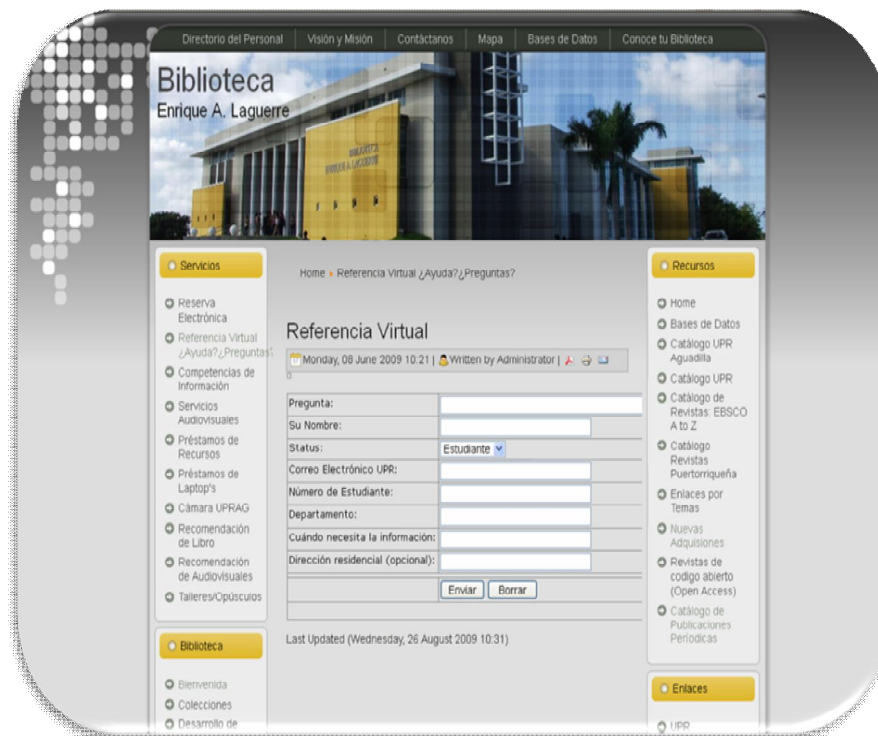 Directorio del Personal
Visión y Misión
Contáctanos
Mapa
Bases de Datos
Conoce tu Biblioteca
Biblioteca
Enrique A. Laguerre
Servicios
Reserva
Electrónica
Referencia Virtual
¿Ayuda?¿Preguntas?
Competencias de
Información
Servicios
Audiovisuales
Préstamos de
Recursos
Préstamos de
Laptop's
Cámara UPRAG
Recomendación
de Libro
Recomendación
de Audiovisuales
Talleres/Opúsculos
Biblioteca
Bienvenida
Colecciones
Desarrollo de
Home Referencia Virtual ¿Ayuda?¿Preguntas?
Referencia Virtual
Monday, 08 June 2009 10:21 | Written by Administrator |
Pregunta:
Su Nombre:
Status: Estudiante
Correo Electrónico UPR:
Número de Estudiante:
Departamento:
Cuándo necesita la información:
Dirección residencial (opcional):
Enviar Borrar
Last Updated (Wednesday, 26 August 2009 10:31)
Recursos
Home
Bases de Datos
Catálogo UPR
Aguadilla
Catálogo UPR
Catálogo de
Revistas: EBSCO
A to Z
Catálogo
Revistas
Puertorriqueña
Enlaces por
Temas
Nuevas
Adquisiones
Revistas de
codigo abierto
(Open Access)
Catálogo de
Publicaciones
Periodicas
Enlaces
UPR